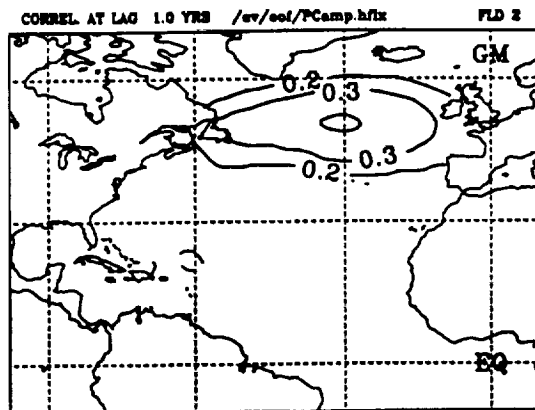 CORREL. AT LAG 1.0 YRS /ev/eof/PCamp.hflx FLD 2
GM
0.2
0.3
0.2
0.3
EQ